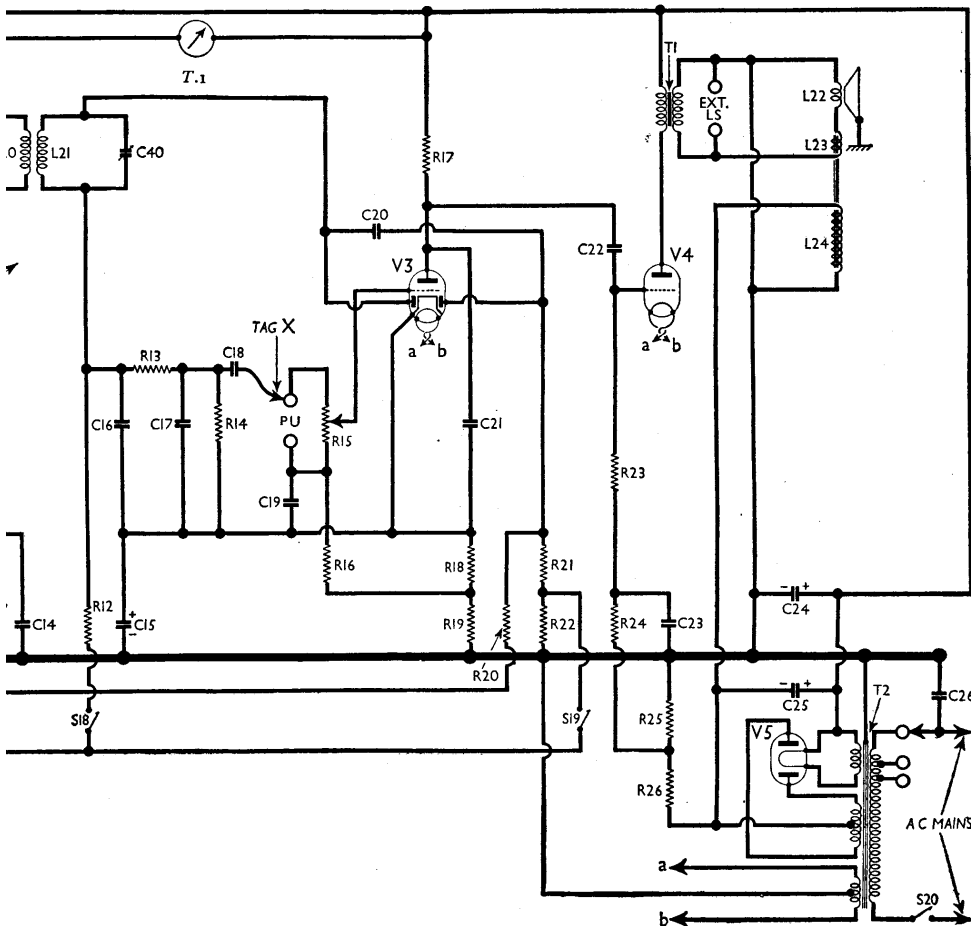 T1
T.1
L22
EXT.
LS
L23
L21
C40
R17
C20
C22
V3
V4
L24
a b
a b
TAG X
R13
C18
C16
C17
R14
PU
R15
C21
R23
C19
R16
R18
R21
C24
R12
C14
C15
R19
R22
R24
C23
R20
C25
T2
C26
S18
S19
R25
V5
R26
A C MAINS
a
S20
b
- +
- +
+
-